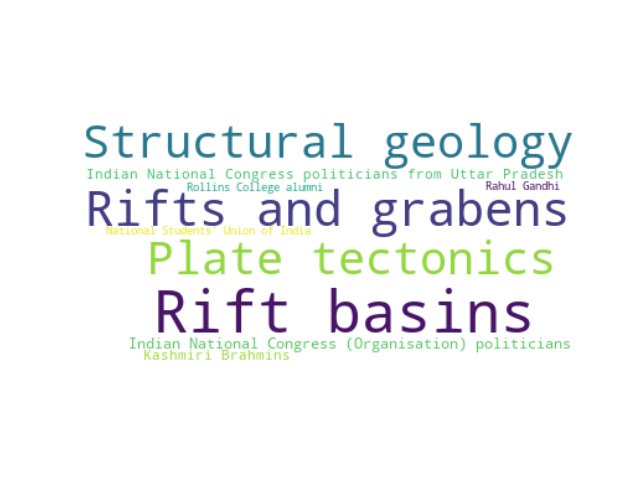 Structural geology
Indian National Congress politicians from Uttar Pradesh
Rollins College alumni
Rahul Gandhi
Rifts and grabens
National Students' Union of India
Plate tectonics
Rift basins
Indian National Congress (Organisation) politicians
Kashmiri Brahmins